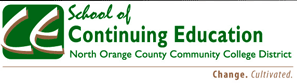 School of
Continuing Education
North Orange County Community College District
Change. Cultivated.